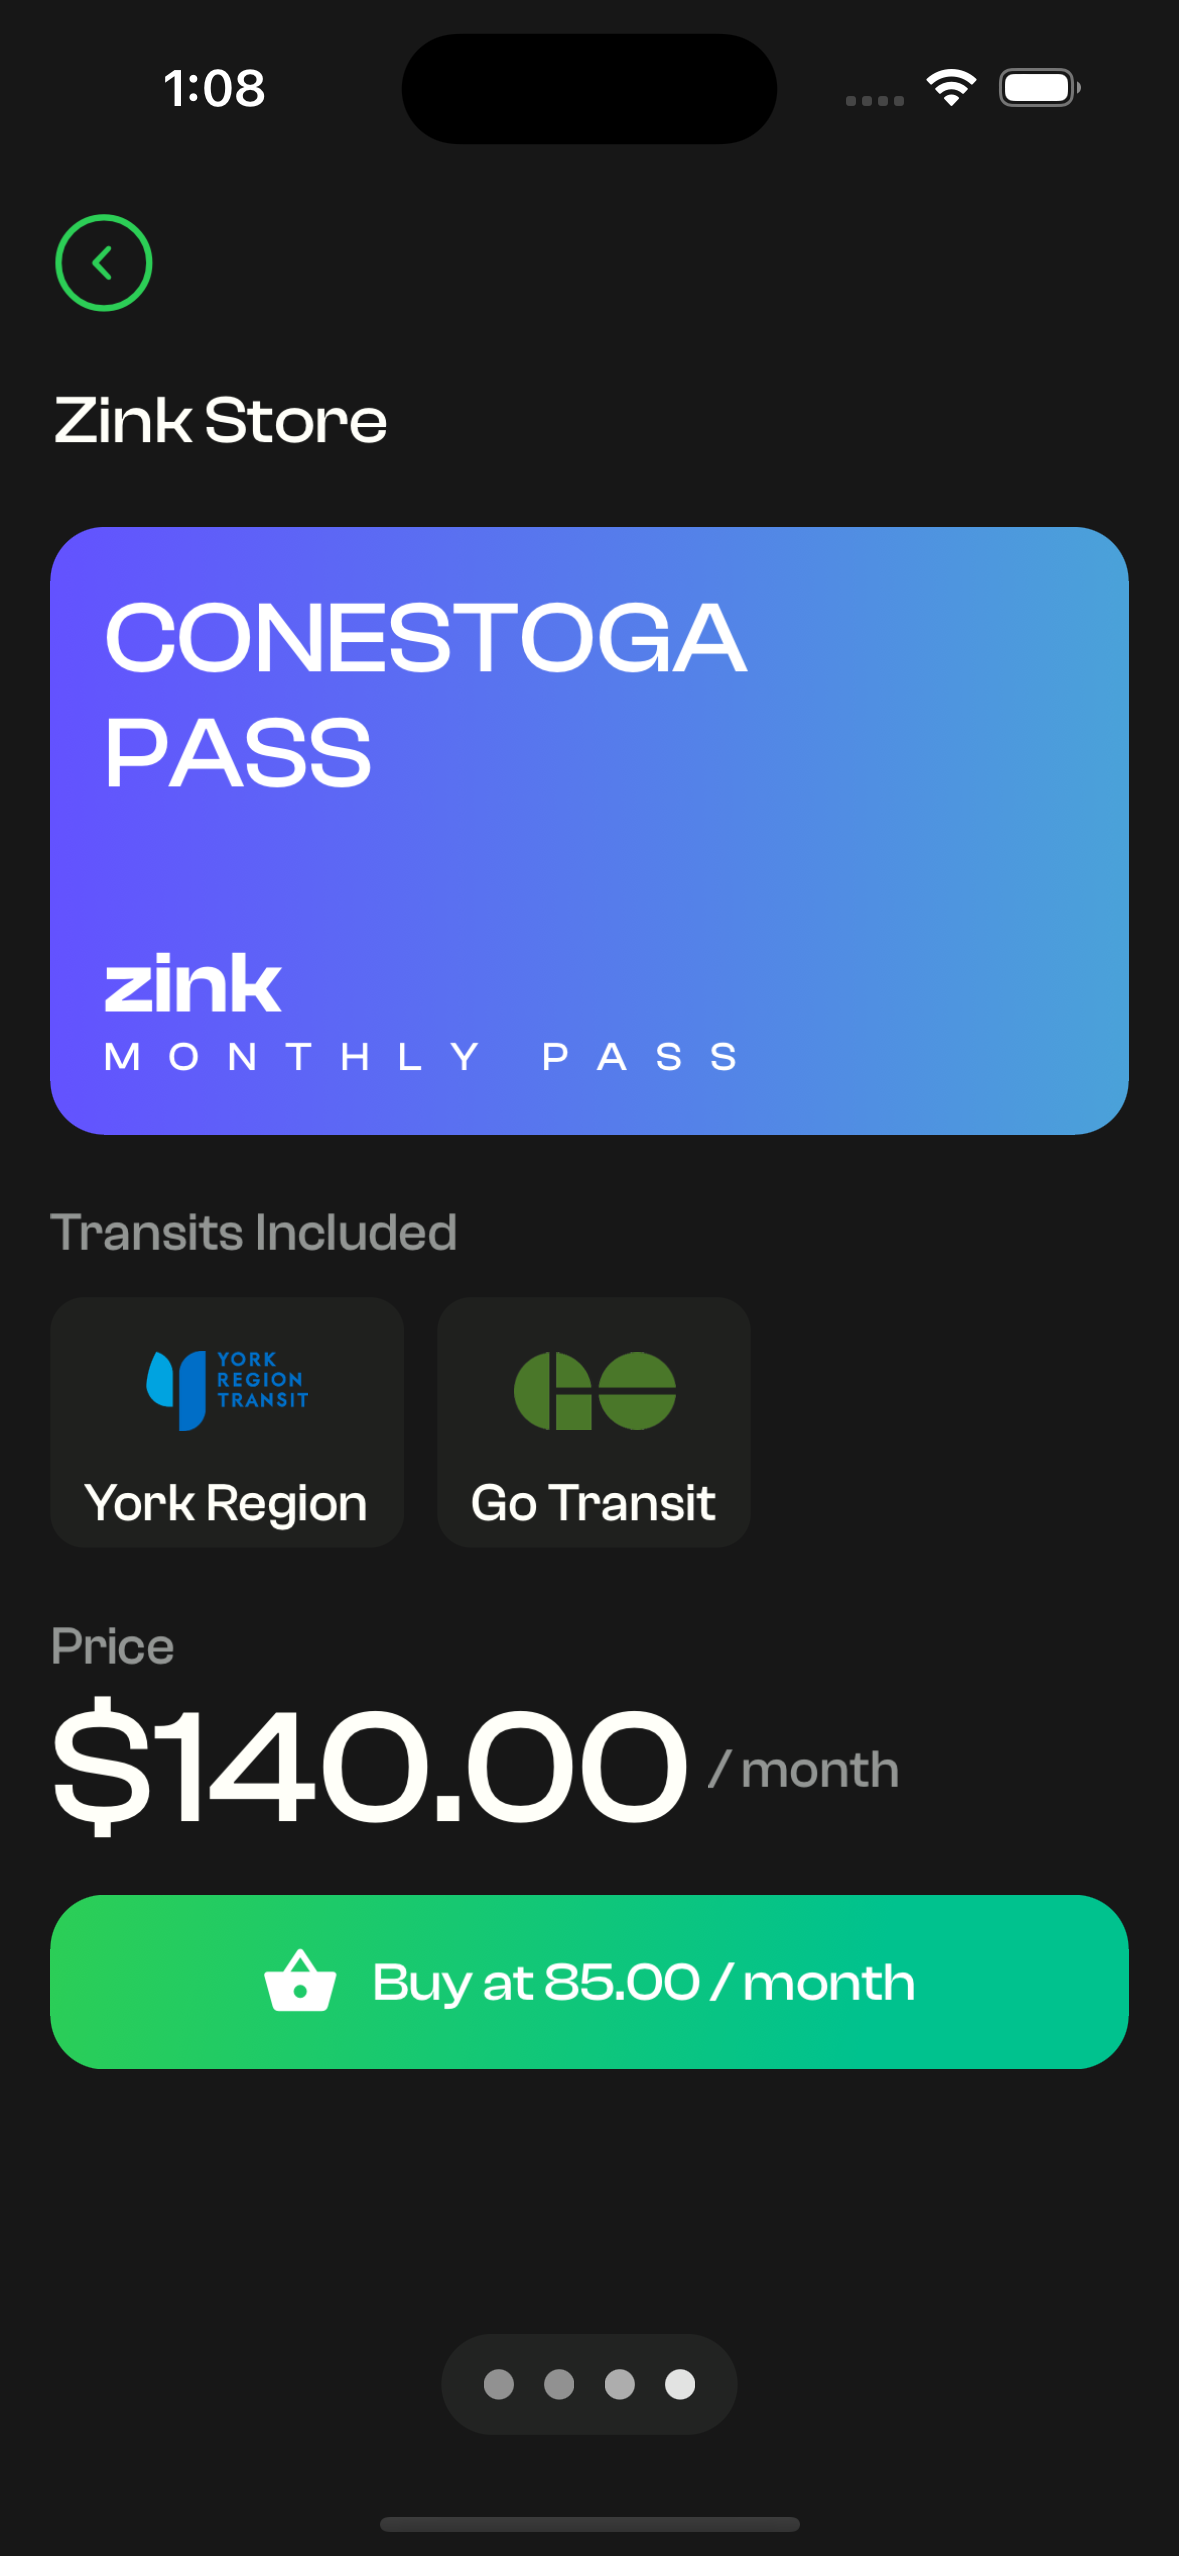 1:08
Zink Store
CONESTOGA
PASS
zink
MONTHLY PASS
Transits Included
YORK
REGION
TRANSIT
GO
York Region
Go Transit
Price
$140.00 / month
Buy at 85.00 / month